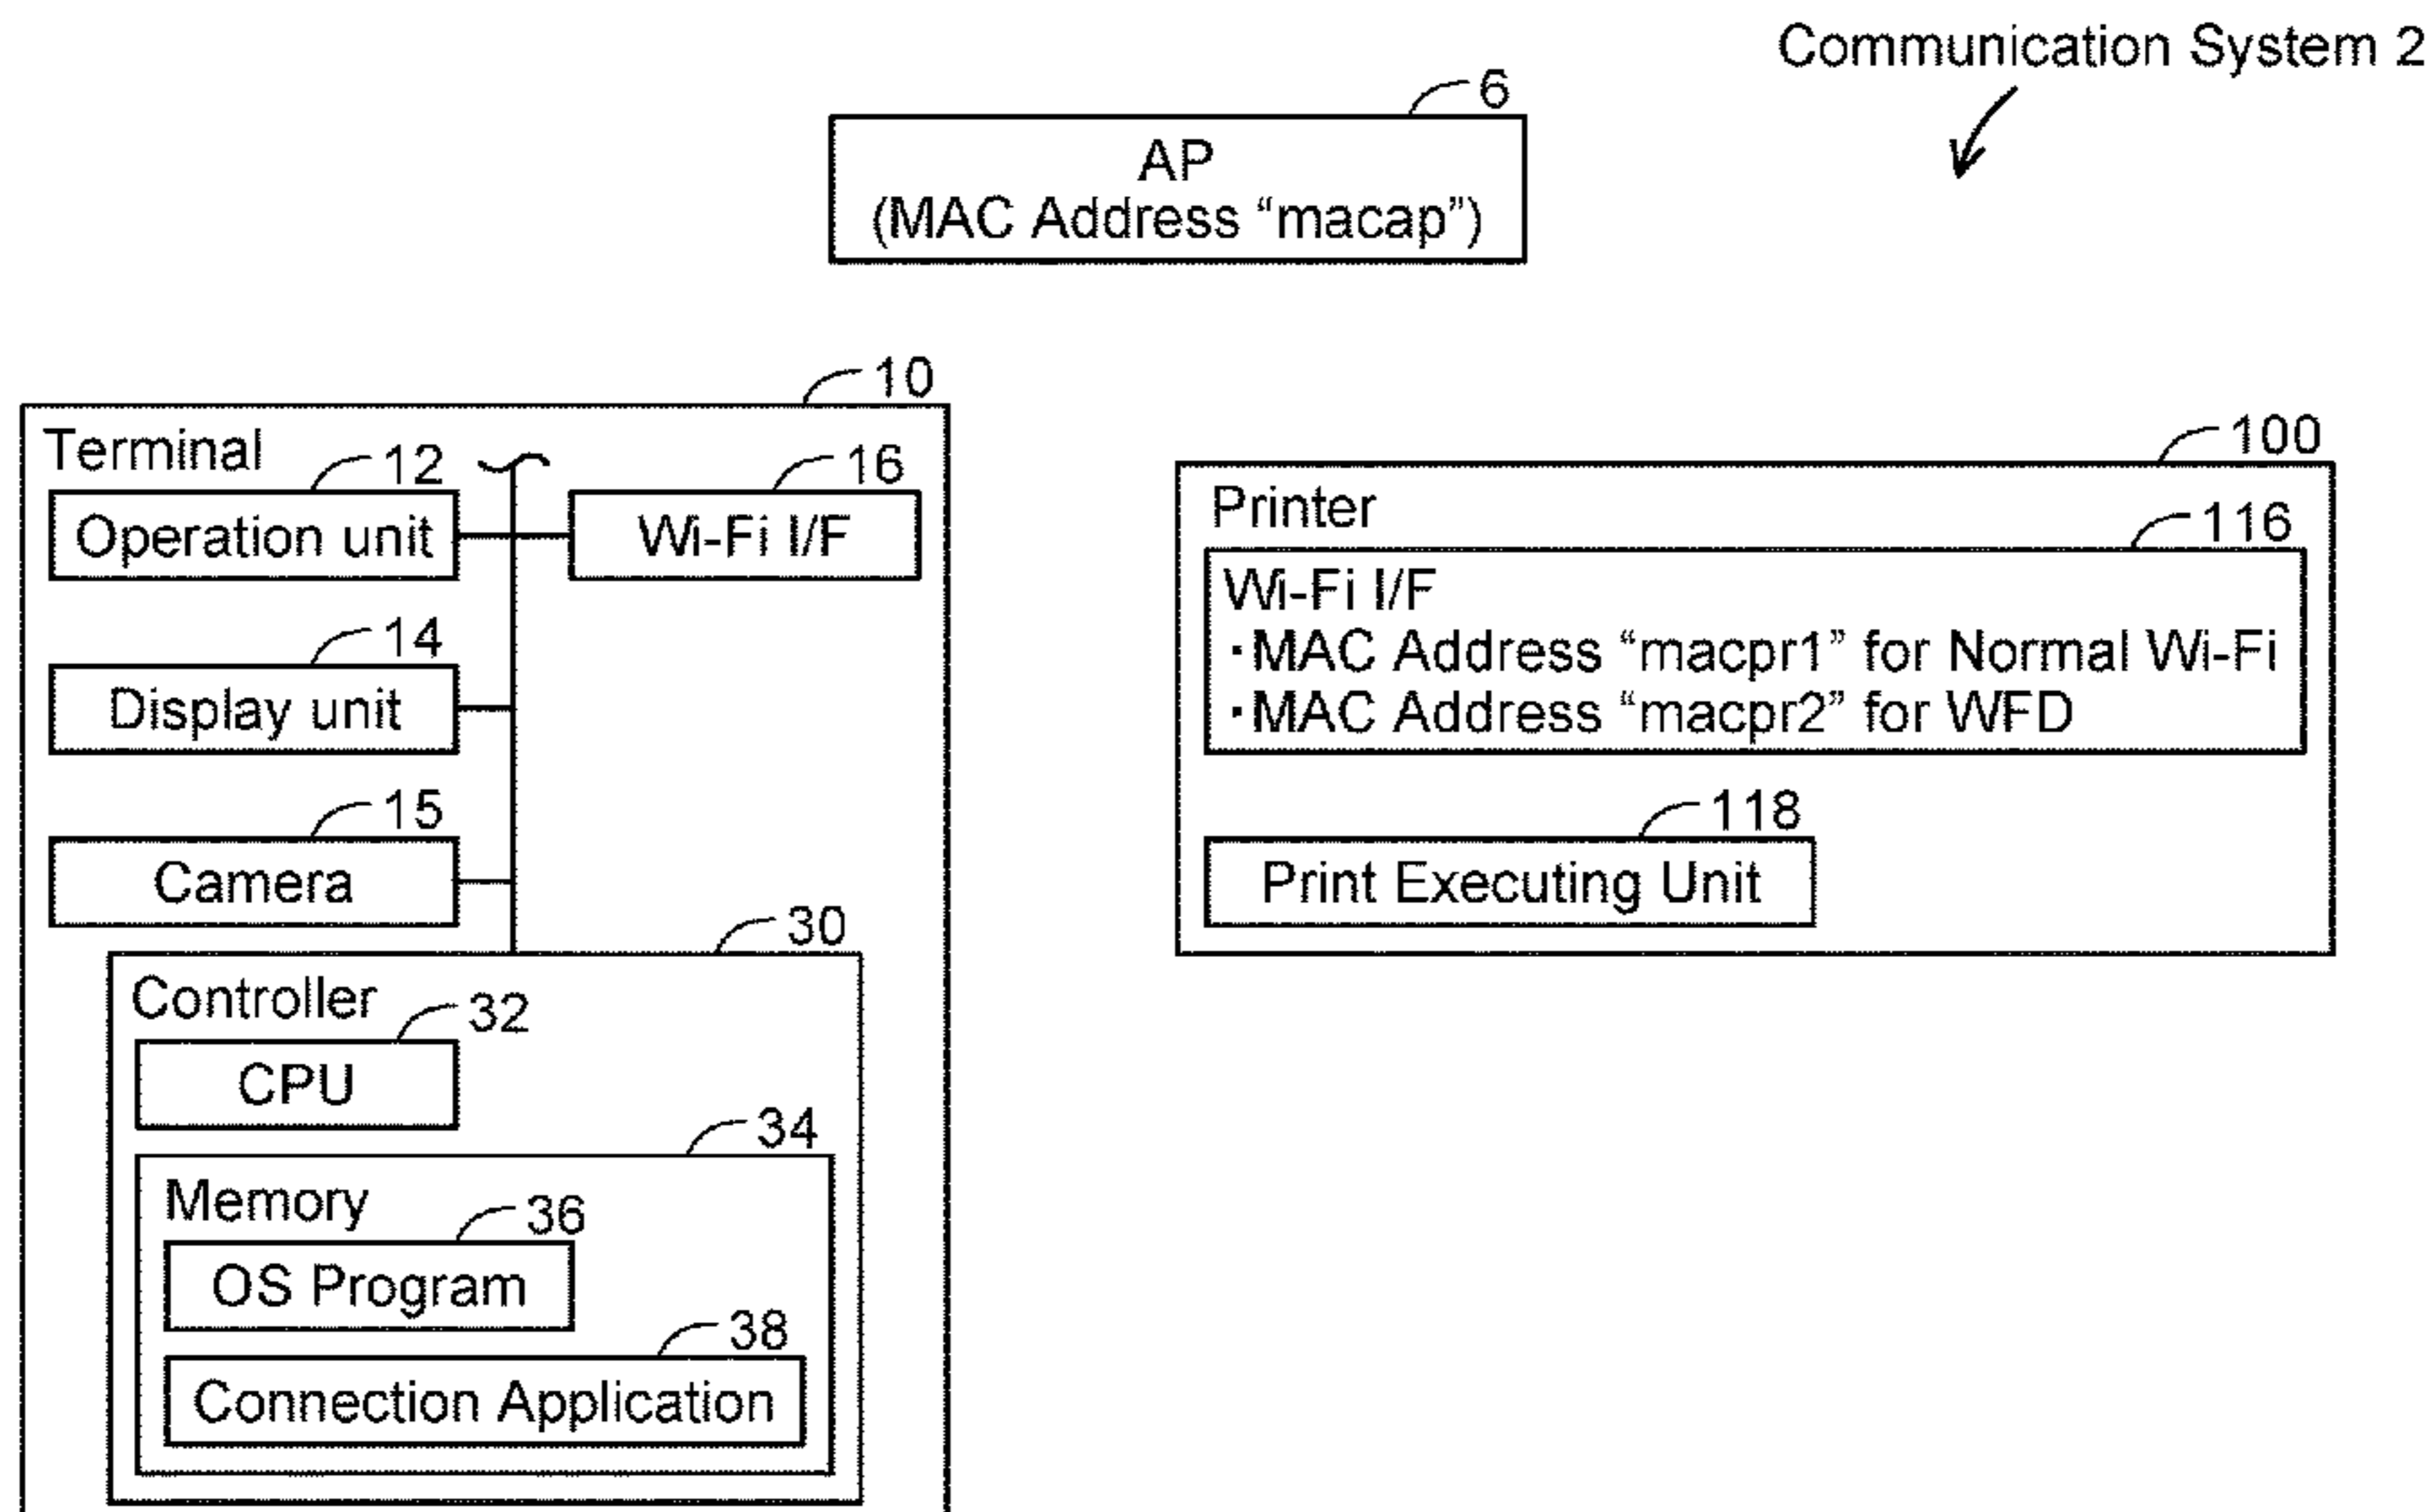 Communication System 2
6
AP
(MAC Address “macap”)
10
Terminal
12
Operation unit
16
Wi-Fi I/F
14
Display unit
15
Camera
30
Controller
32
CPU
34
Memory
36
OS Program
38
Connection Application
100
Printer
116
Wi-Fi I/F
・MAC Address “macpr1” for Normal Wi-Fi
・MAC Address “macpr2” for WFD
118
Print Executing Unit